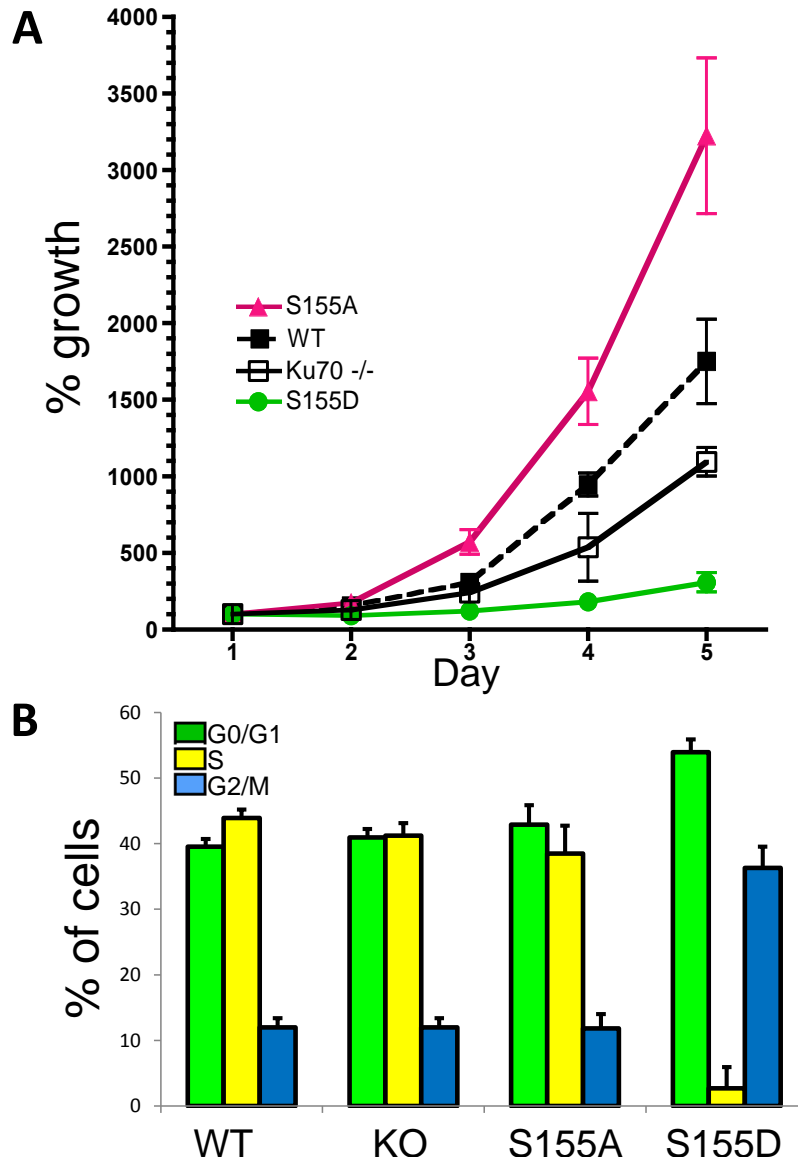 A
4000
3500
3000
2500
2000
1500
1000
500
0
% growth
S155A
WT
Ku70 -/-
S155D
1 2 3 4 5
Day
B
60
50
40
30
20
10
0
% of cells
G0/G1
S
G2/M
WT KO S155A S155D